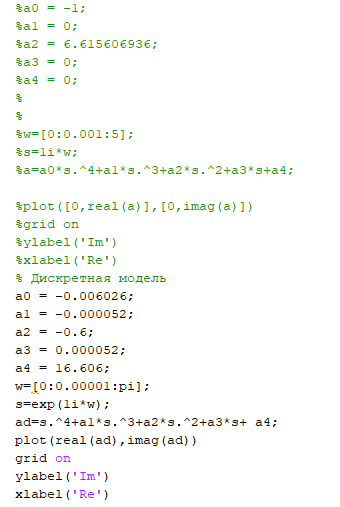 %a0 = -1;
%a1 = 0;
%a2 = 6.615606936;
%a3 = 0;
%a4 = 0;
%
%
%w=[0:0.001:5];
%s=1i*w;
%a=a0*s.^4+a1*s.^3+a2*s.^2+a3*s+a4;
%plot([0,real(a)],[0,imag(a)])
%grid on
%ylabel('Im')
%xlabel('Re')
% Дискретная модель
a0 = -0.006026;
a1 = -0.000052;
a2 = -0.6;
a3 = 0.000052;
a4 = 16.606;
w=[0:0.00001:pi];
s=exp(1i*w);
ad=s.^4+a1*s.^3+a2*s.^2+a3*s+ a4;
plot(real(ad),imag(ad))
grid on
ylabel('Im')
xlabel('Re')